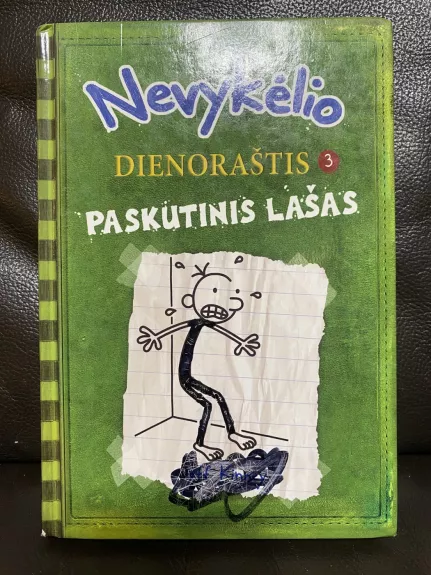 Nevykėlio
DIENORAŠTIS 3
PASKUTINIS LAŠAS